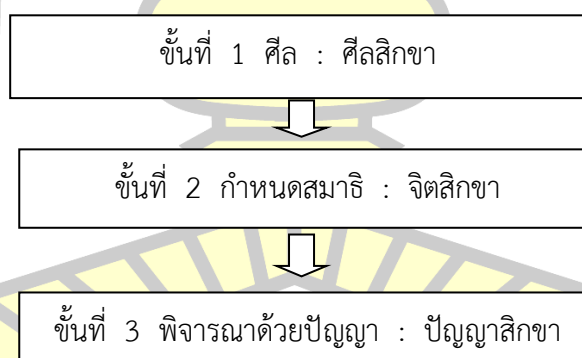 ขั้นที่ 1 ศีล : ศีลสิกขา
ขั้นที่ 2 กำหนดสมาธิ : จิตสิกขา
ขั้นที่ 3 พิจารณาด้วยปัญญา : ปัญญาสิกขา